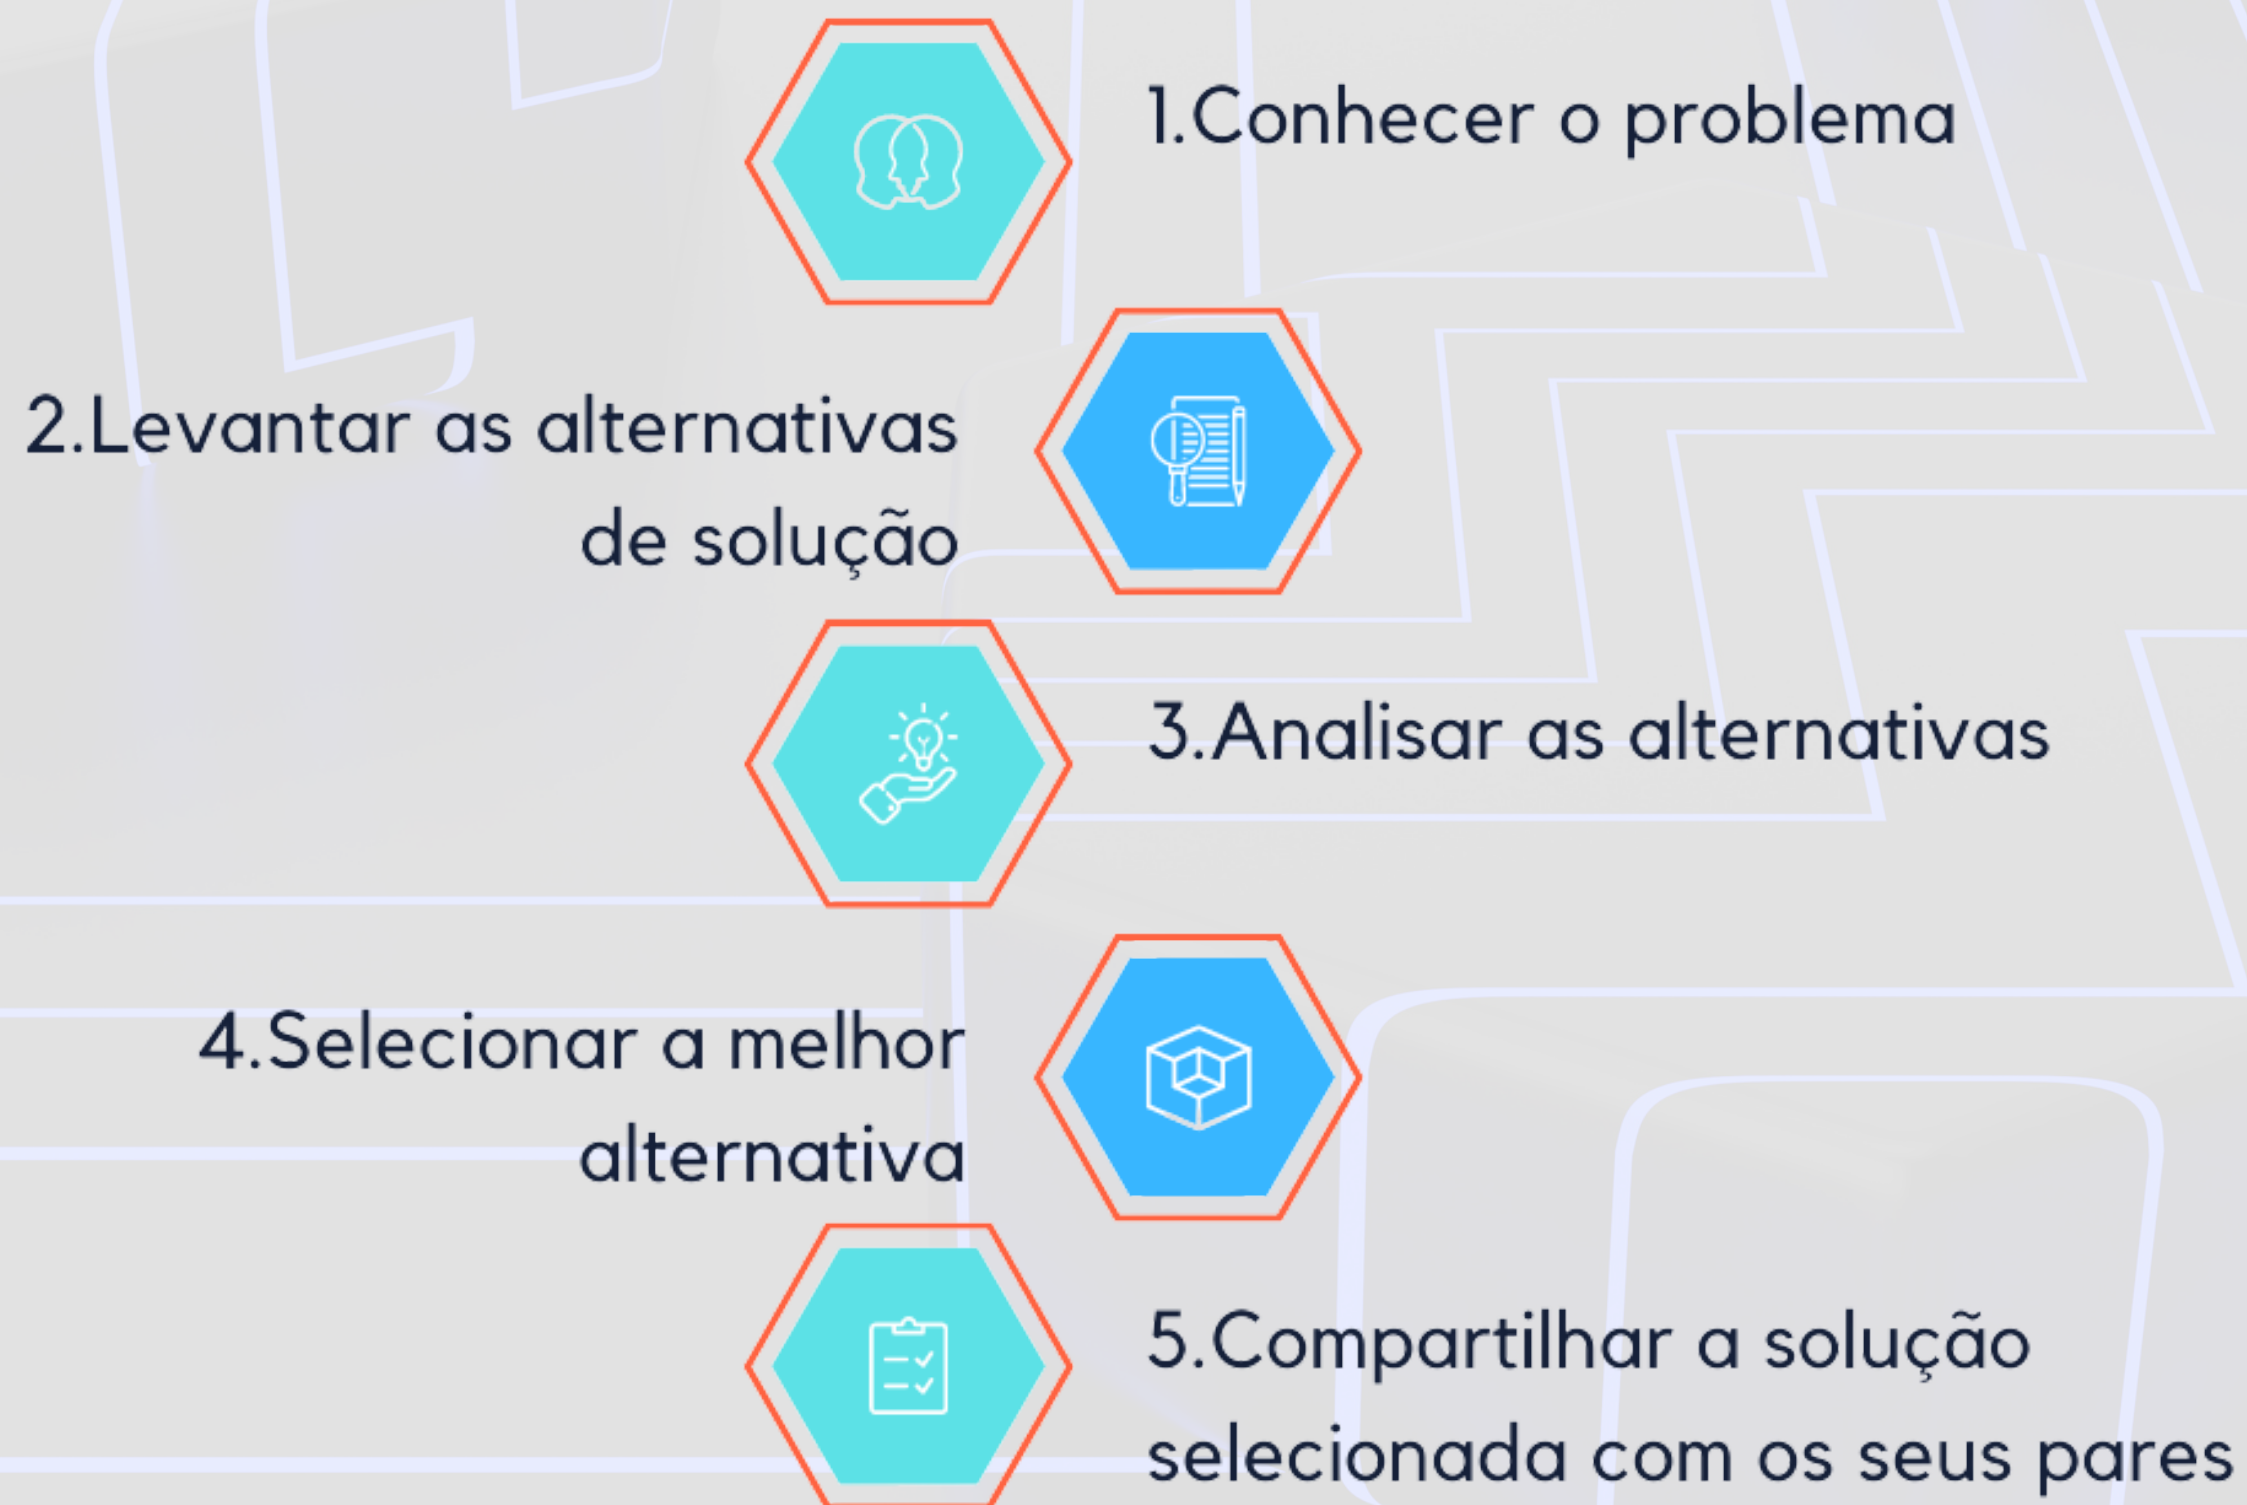 1.Conhecer o problema
2.Levantar as alternativas
de solução
3.Analisar as alternativas
4.Selecionar a melhor
alternativa
5.Compartilhar a solução
selecionada com os seus pares